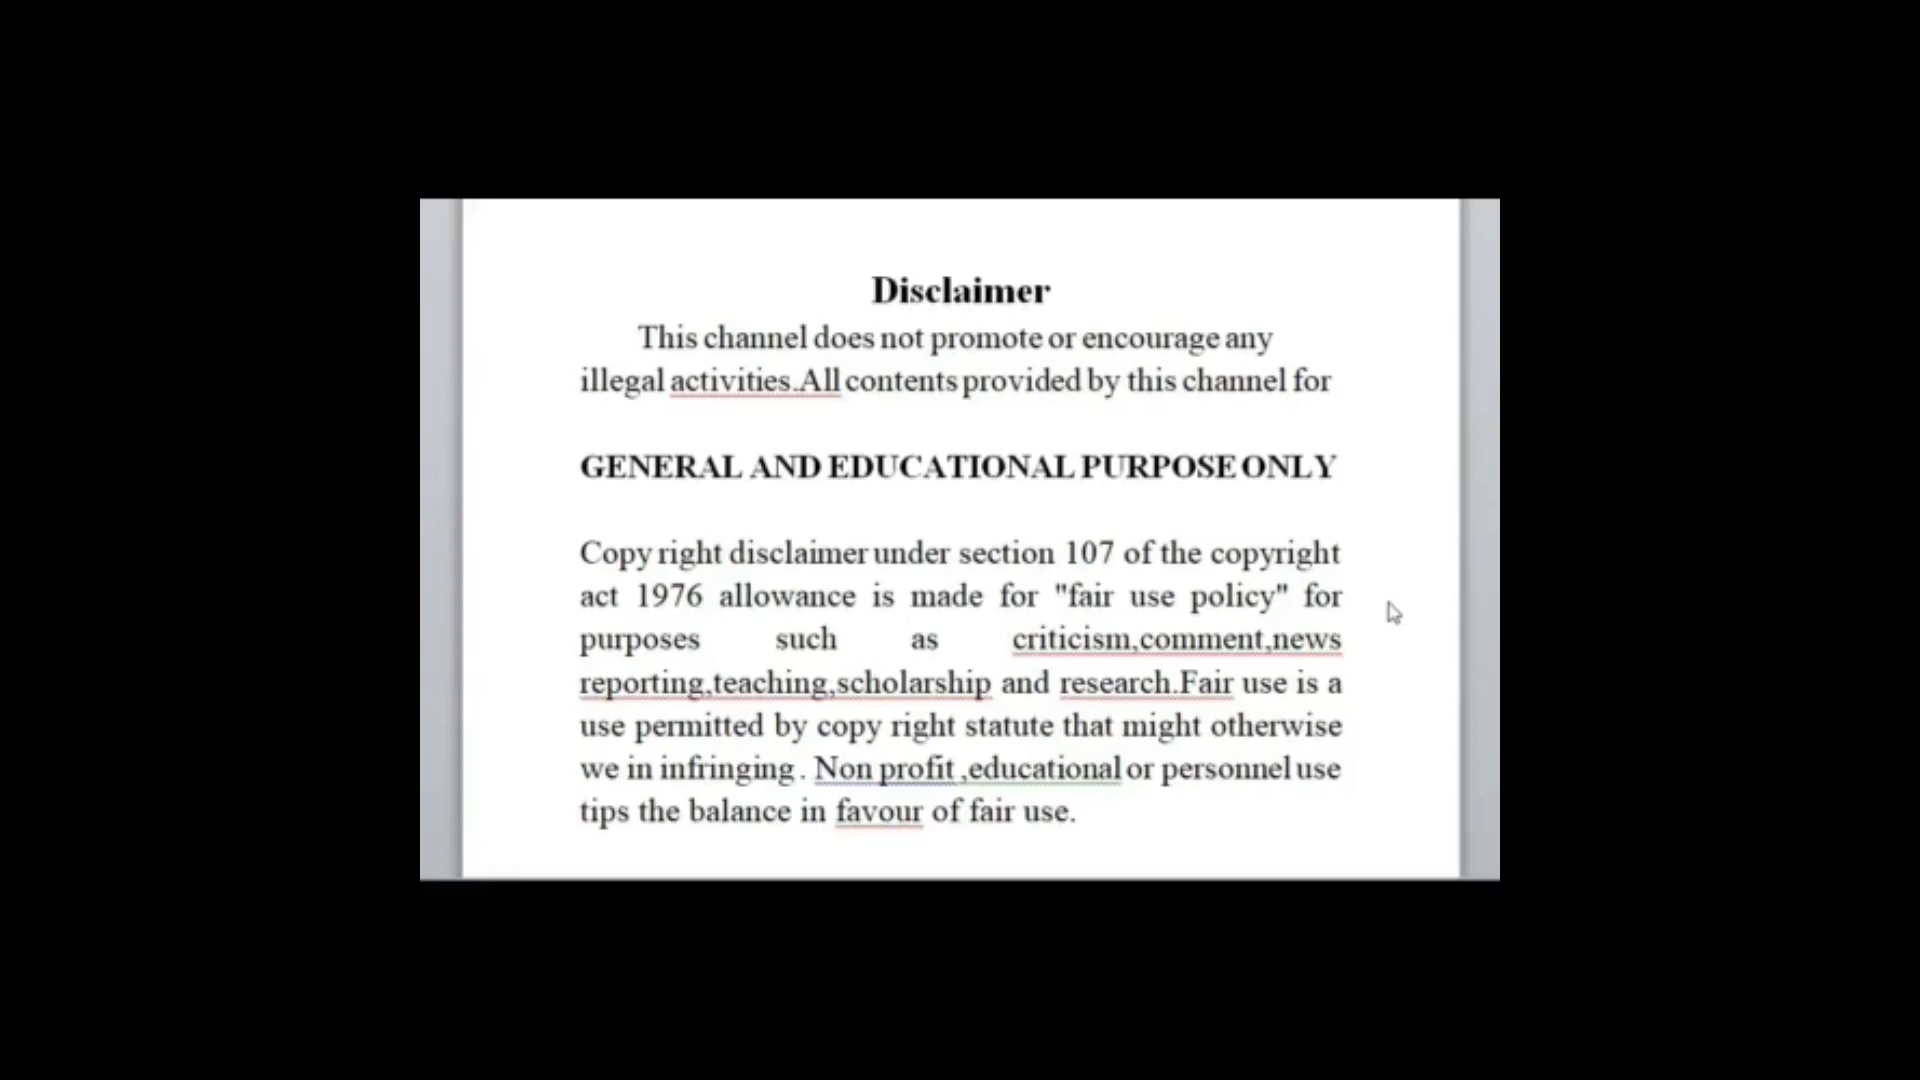 Disclaimer
This channel does not promote or encourage any
illegal activities.All contents provided by this channel for
GENERAL AND EDUCATIONAL PURPOSE ONLY
Copy right disclaimer under section 107 of the copyright
act 1976 allowance is made for "fair use policy" for
purposes such as criticism,comment,news
reporting,teaching,scholarship and research.Fair use is a
use permitted by copy right statute that might otherwise
we in infringing . Non profit ,educational or personnel use
tips the balance in favour of fair use.